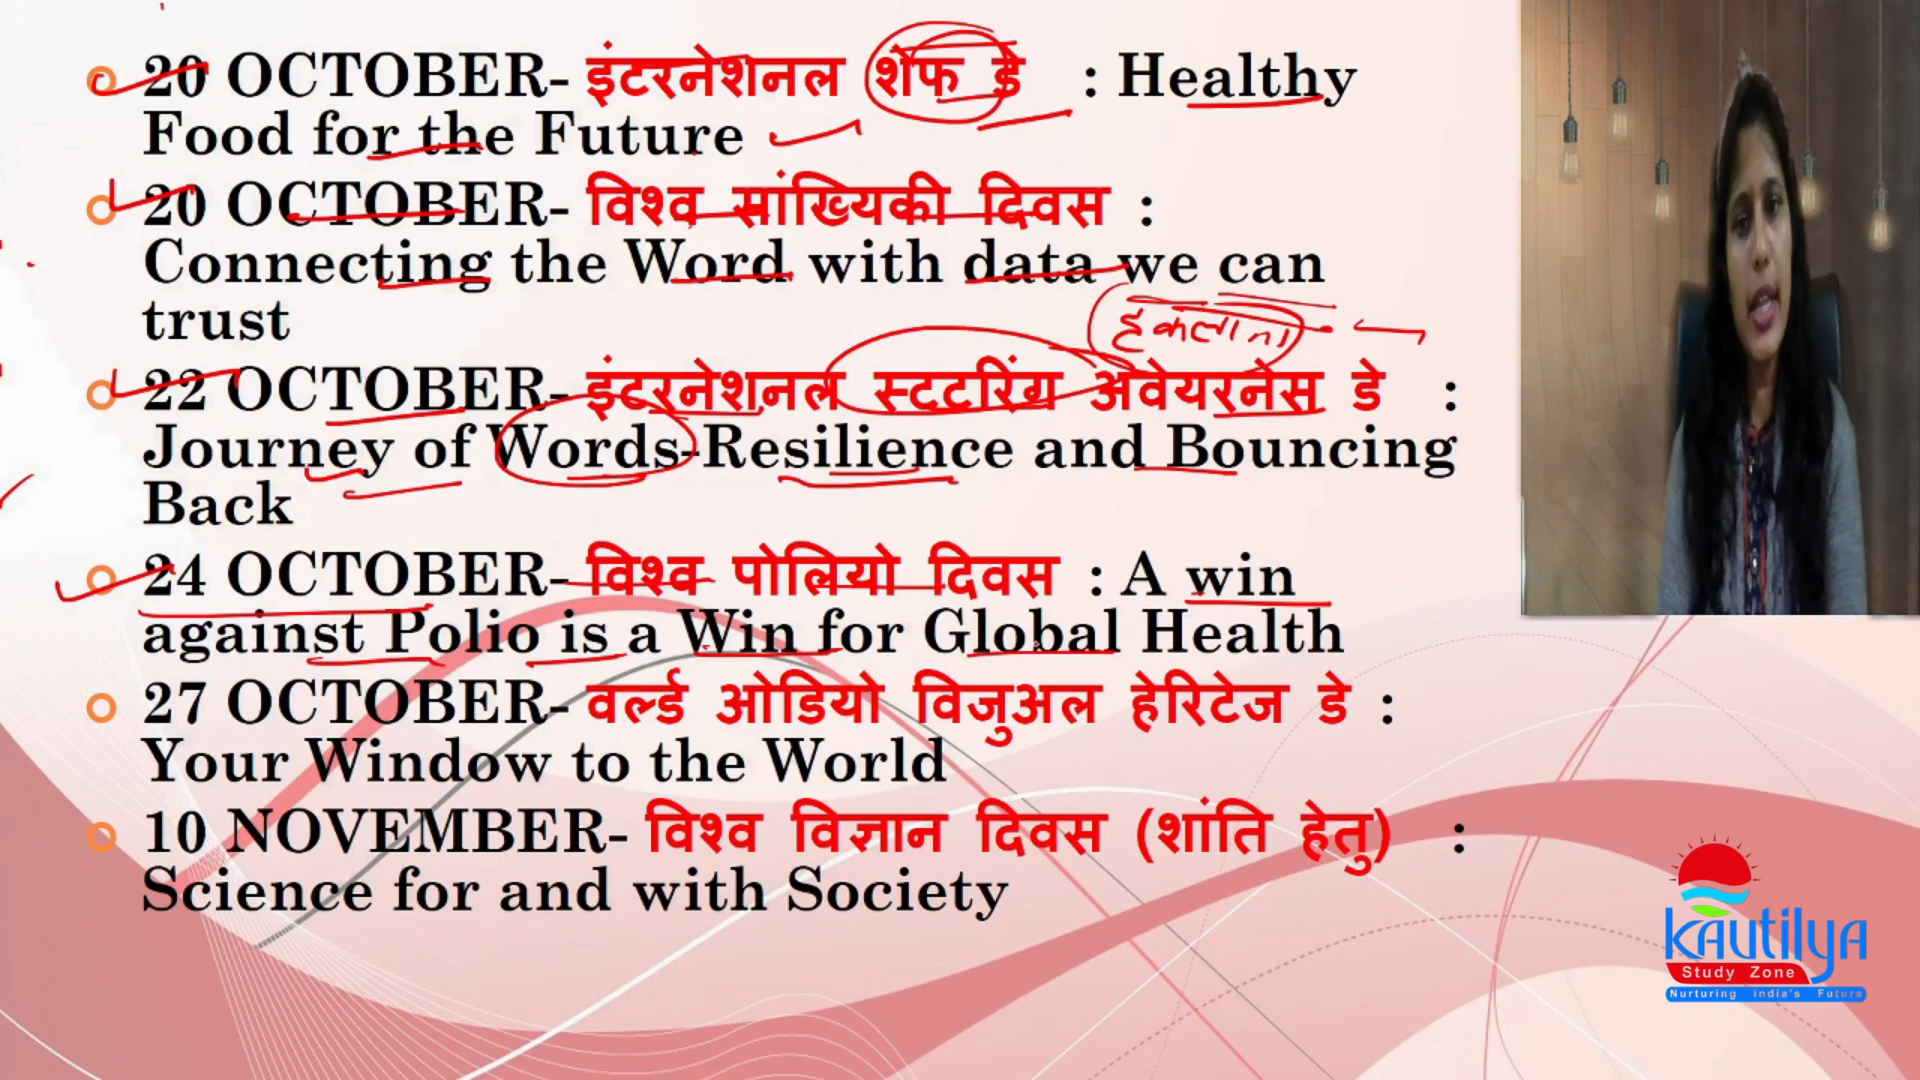 20 OCTOBER- इंटरनेशनल शेफ डे : Healthy
Food for the Future
20 OCTOBER- विश्व सांख्यिकी दिवस :
Connecting the Word with data we can
trust
हकलाना
22 OCTOBER- इंटरनेशनल स्टटरिंग अवेयरनेस डे :
Journey of Words-Resilience and Bouncing
Back
24 OCTOBER- विश्व पोलियो दिवस : A win
against Polio is a Win for Global Health
27 OCTOBER- वर्ल्ड ओडियो विजुअल हेरिटेज डे :
Your Window to the World
10 NOVEMBER- विश्व विज्ञान दिवस (शांति हेतु) :
Science for and with Society
Kautilya
Study Zone
Nurturing india's Future